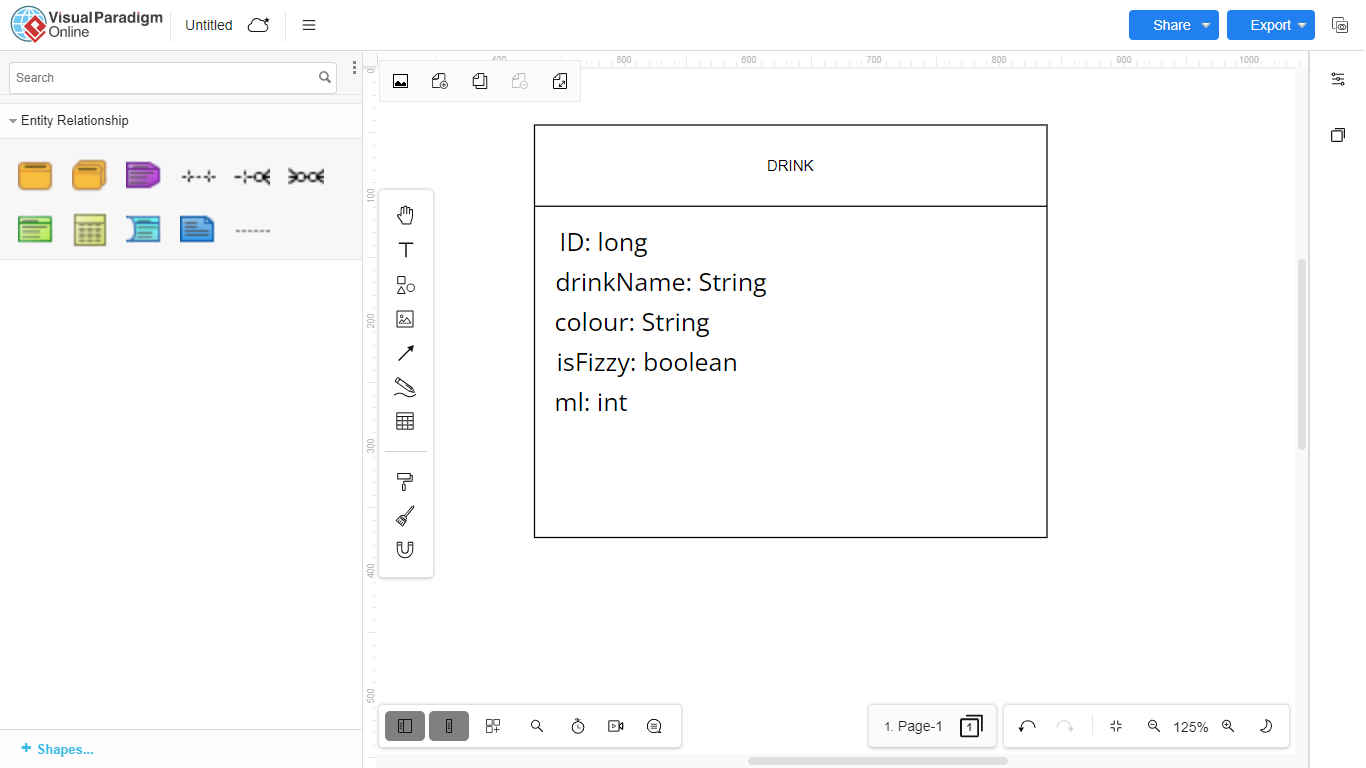 Visual Paradigm
Online
Untitled
Share
Export
Search
Entity Relationship
400 500 600 700 800 900 1000
0
100
200
300
400
500
DRINK
ID: long
drinkName: String
colour: String
isFizzy: boolean
ml: int
+ Shapes...
1. Page-1
1
125%